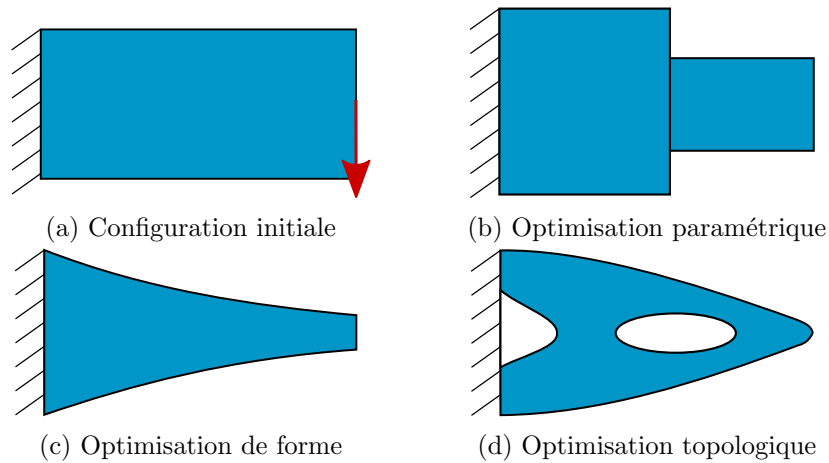 (a) Configuration initiale
(b) Optimisation paramétrique
(c) Optimisation de forme
(d) Optimisation topologique